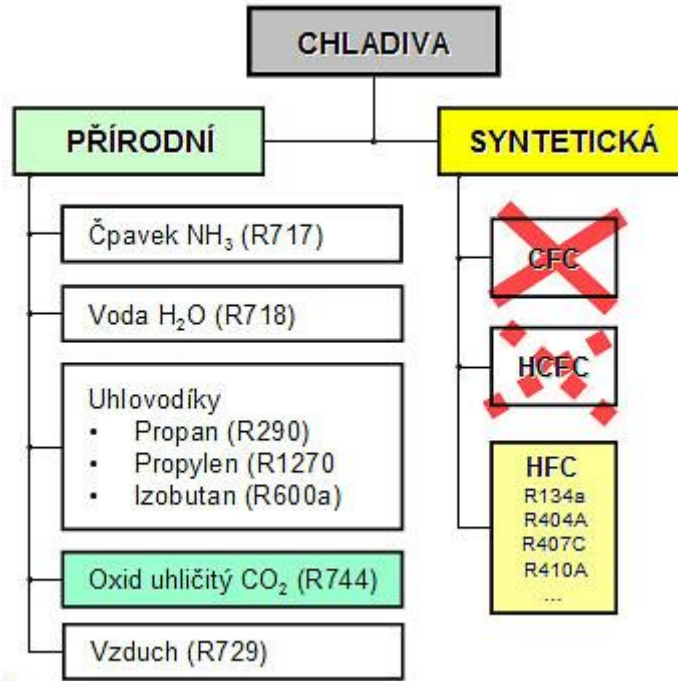 CHLADIVA
PŘÍRODNÍ
Čpavek NH₃ (R717)
Voda H₂O (R718)
Uhlovodíky
• Propan (R290)
• Propylen (R1270
• Izobutan (R600a)
Oxid uhličitý CO₂ (R744)
Vzduch (R729)
SYNTETICKÁ
CFC
HCFC
HFC
R134a
R404A
R407C
R410A
...